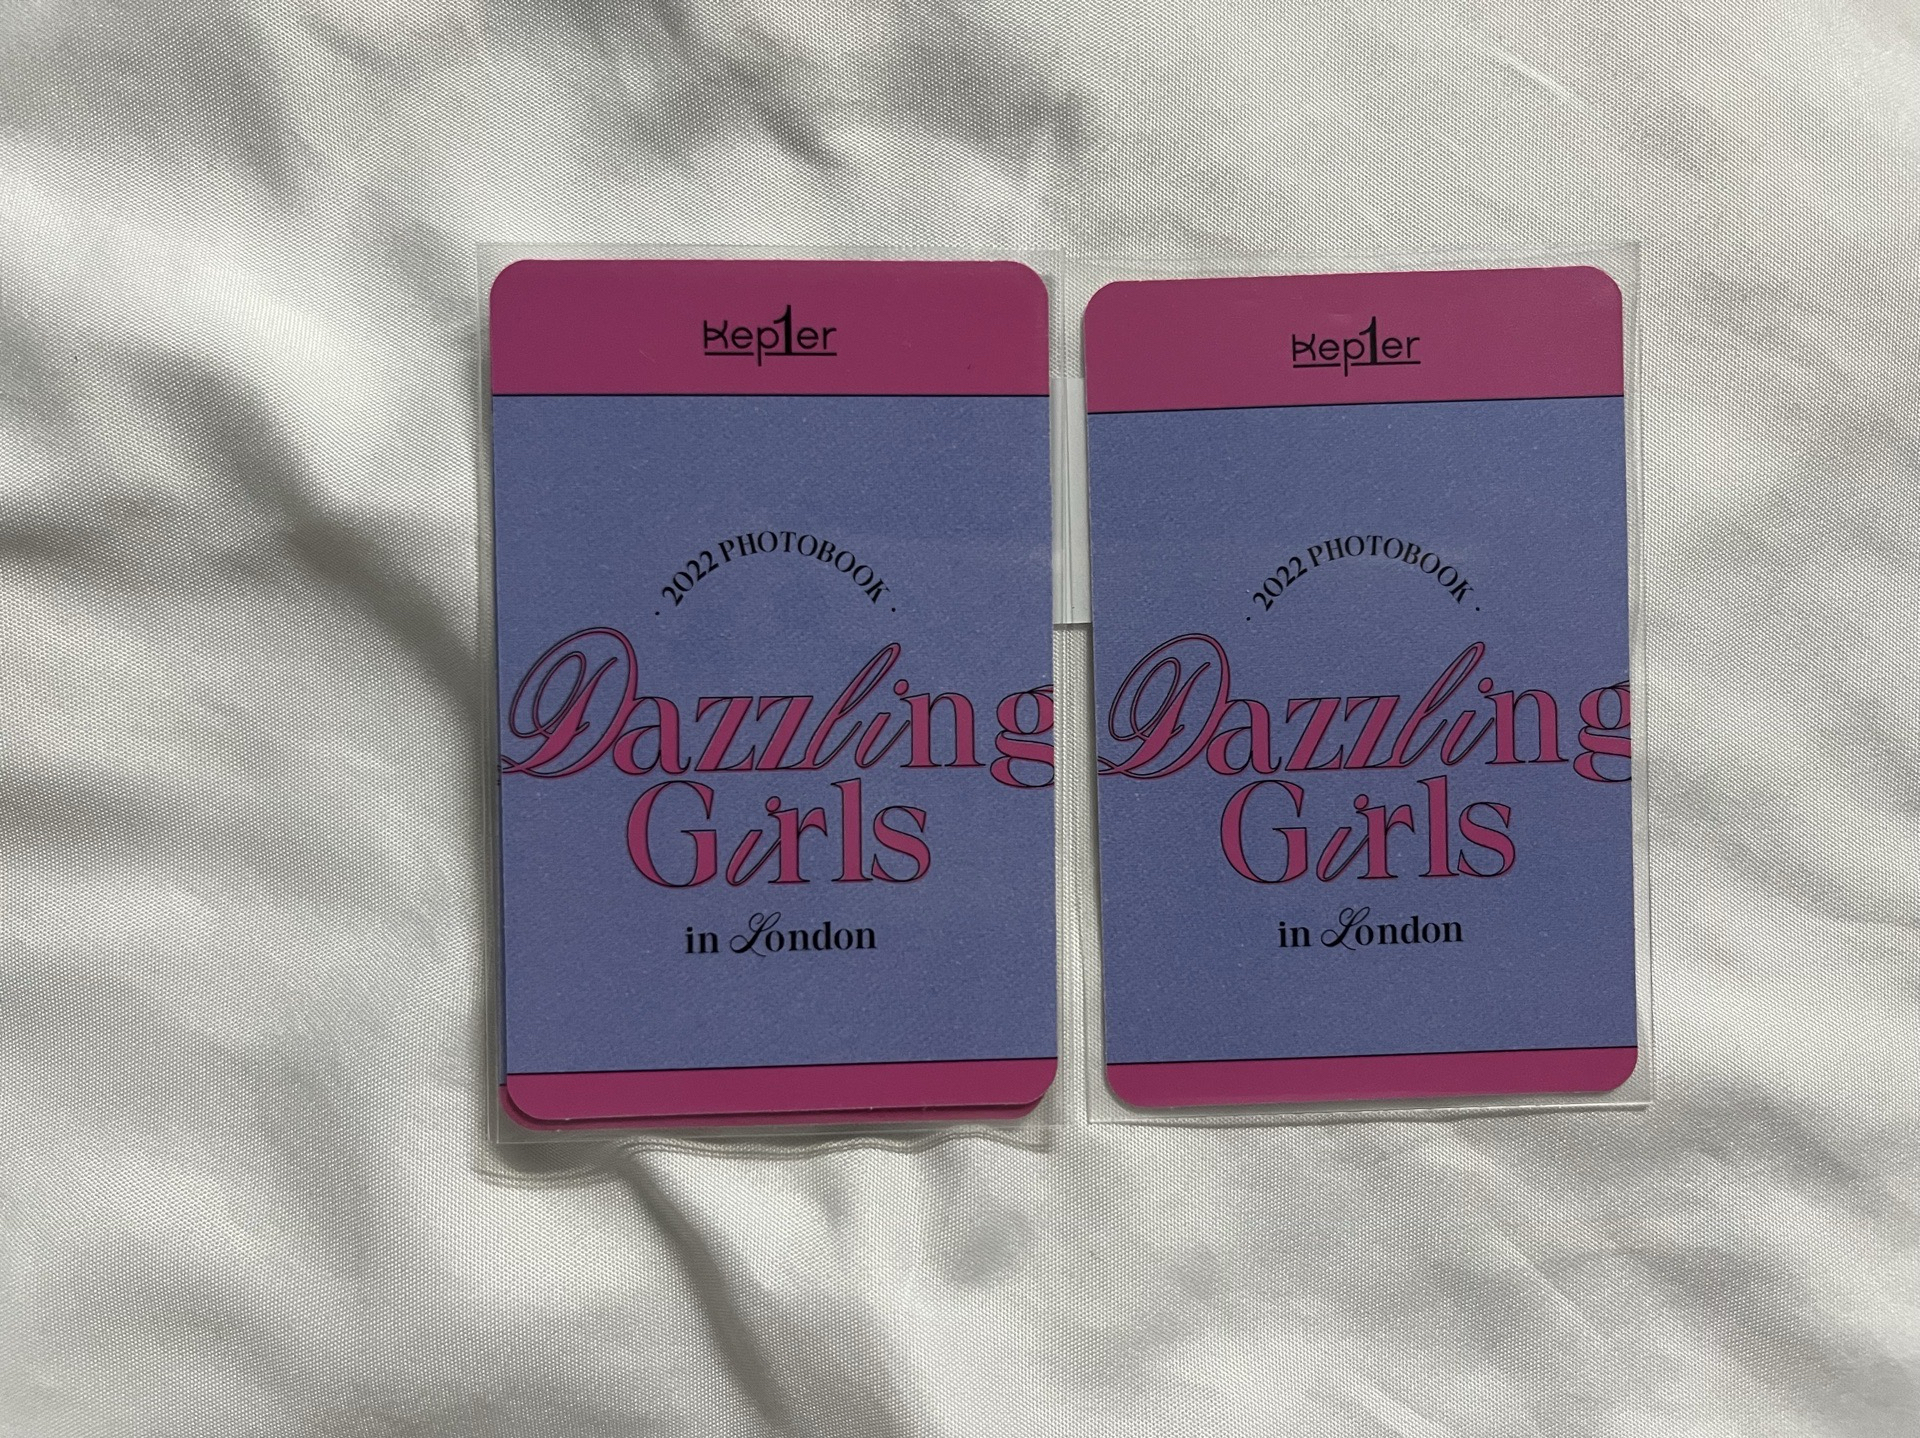 Kep1er
· 2022 PHOTOBOOK ·
Dazzling
Girls
in London
Kep1er
· 2022 PHOTOBOOK ·
Dazzling
Girls
in London